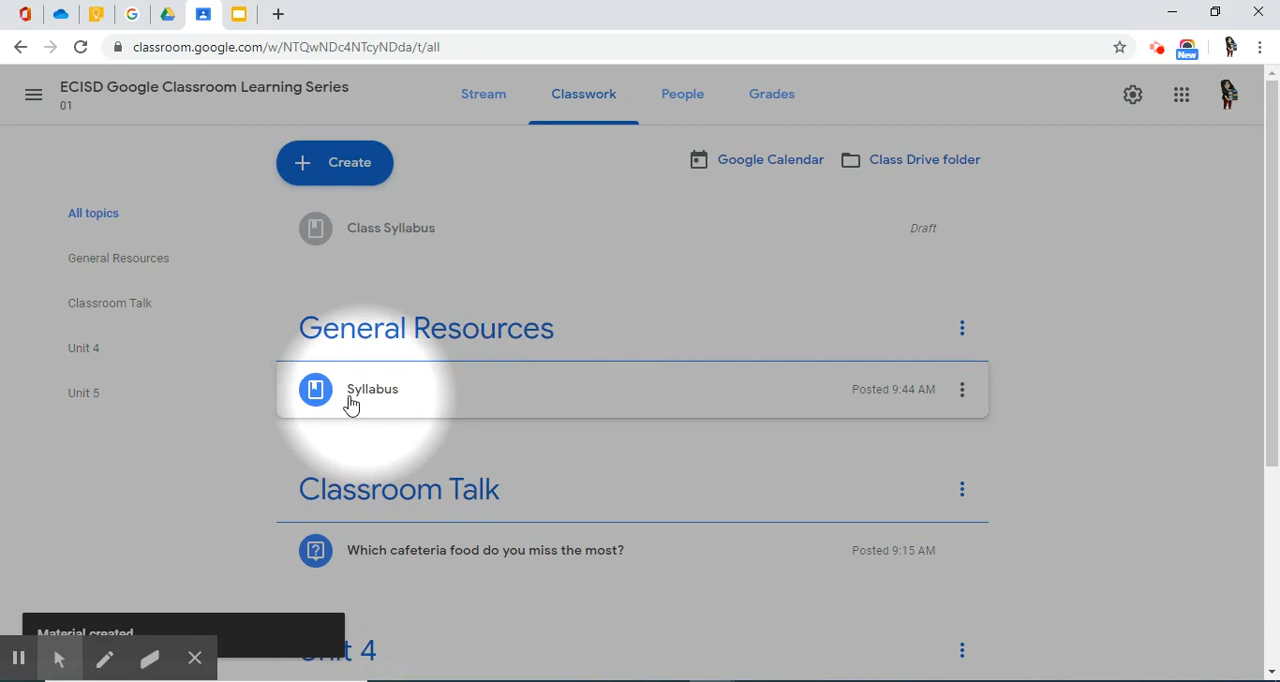 classroom.google.com/w/NTQwNDc4NTcyNDda/t/all
New
ECISD Google Classroom Learning Series
01
Stream
Classwork
People
Grades
Create
Google Calendar
Class Drive folder
Class Syllabus
Draft
All topics
General Resources
Classroom Talk
Unit 4
Unit 5
General Resources
Syllabus
Posted 9:44 AM
Classroom Talk
Which cafeteria food do you miss the most?
Posted 9:15 AM
Material created
Unit 4